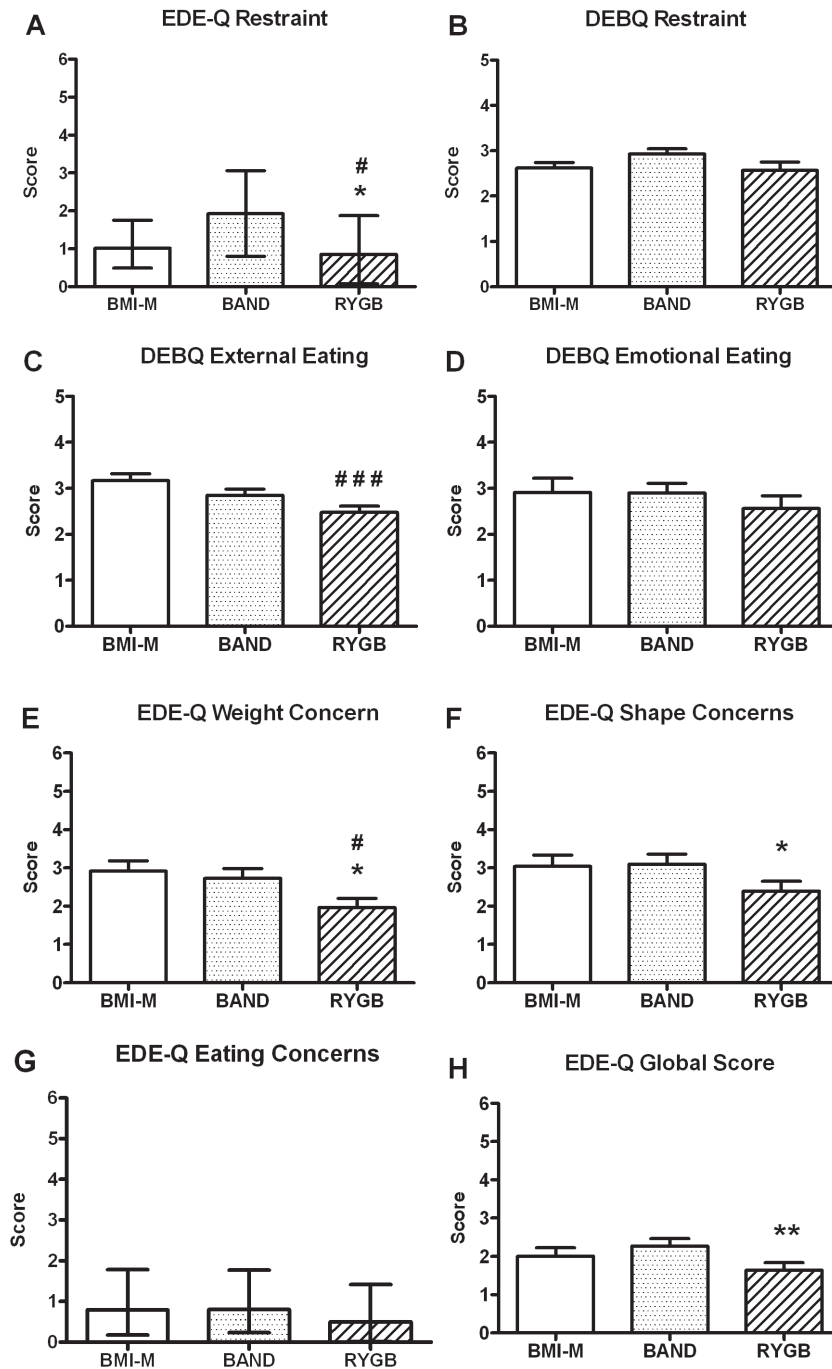 A EDE-Q Restraint
6
5
4
3
2
1
0
Score
#
*
BMI-M BAND RYGB
B DEBQ Restraint
5
4
3
2
1
0
Score
BMI-M BAND RYGB
C DEBQ External Eating
5
4
3
2
1
0
Score
###
BMI-M BAND RYGB
D DEBQ Emotional Eating
5
4
3
2
1
0
Score
BMI-M BAND RYGB
E EDE-Q Weight Concern
6
5
4
3
2
1
0
Score
#
*
BMI-M BAND RYGB
F EDE-Q Shape Concerns
6
5
4
3
2
1
0
Score
*
BMI-M BAND RYGB
G EDE-Q Eating Concerns
6
5
4
3
2
1
0
Score
BMI-M BAND RYGB
H EDE-Q Global Score
6
5
4
3
2
1
0
Score
**
BMI-M BAND RYGB